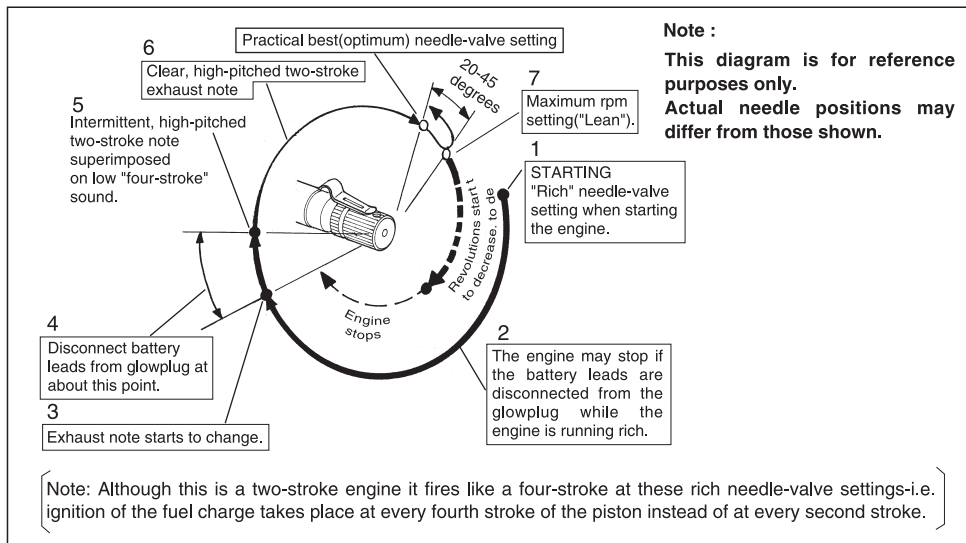 Practical best(optimum) needle-valve setting
6
Clear, high-pitched two-stroke
exhaust note
5
Intermittent, high-pitched
two-stroke note
superimposed
on low "four-stroke"
sound.
20-45
degrees
7
Maximum rpm
setting("Lean").
1
STARTING
"Rich" needle-valve
setting when starting
the engine.
Note :
This diagram is for reference
purposes only.
Actual needle positions may
differ from those shown.
Revolutions start t
to decrease. to de
Engine
stops
4
Disconnect battery
leads from glowplug at
about this point.
3
Exhaust note starts to change.
2
The engine may stop if
the battery leads are
disconnected from the
glowplug while the
engine is running rich.
Note: Although this is a two-stroke engine it fires like a four-stroke at these rich needle-valve settings-i.e.
ignition of the fuel charge takes place at every fourth stroke of the piston instead of at every second stroke.